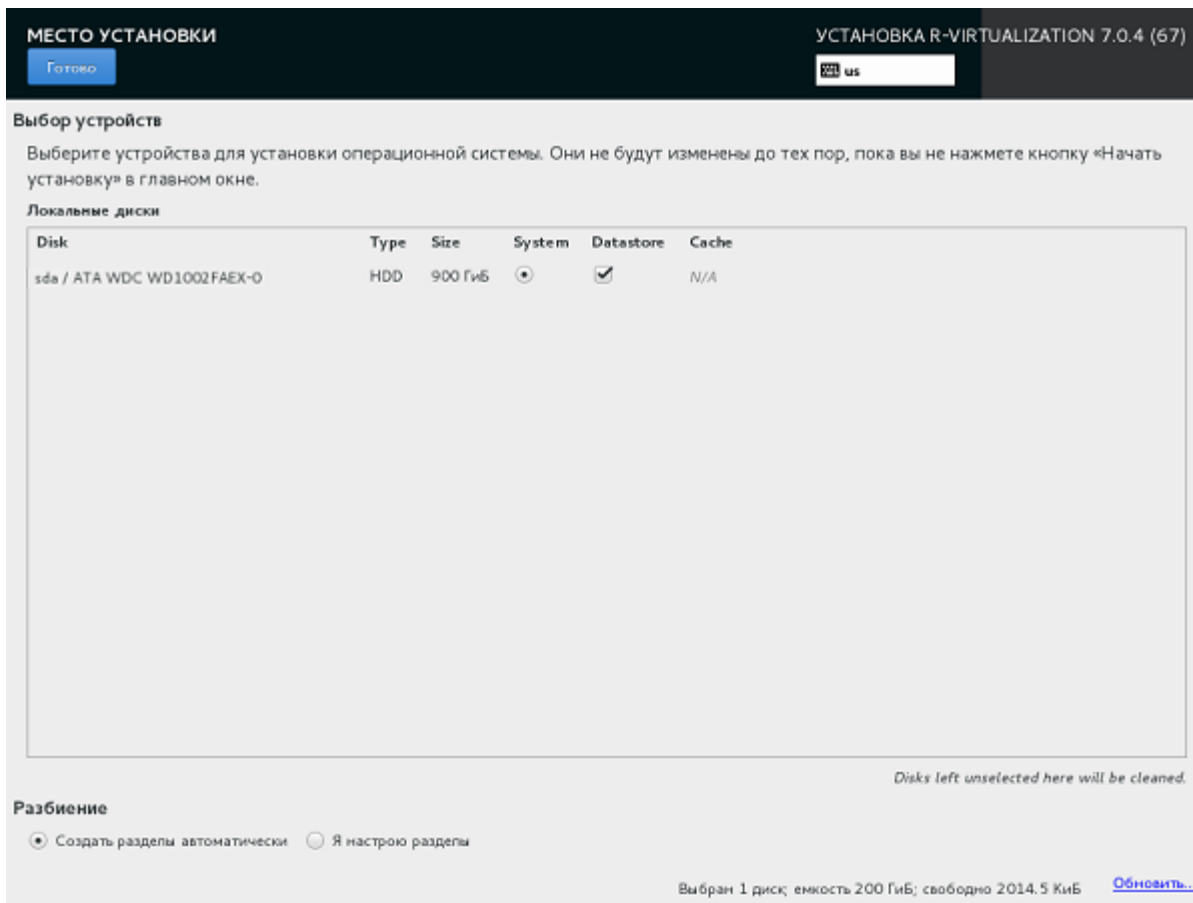 МЕСТО УСТАНОВКИ
УСТАНОВКА R-VIRTUALIZATION 7.0.4 (67)
Готово
us
Выбор устройств
Выберите устройства для установки операционной системы. Они не будут изменены до тех пор, пока вы не нажмете кнопку «Начать
установку» в главном окне.
Локальные диски
Disk Type Size System Datastore Cache
sda / ATA WDC WD1002FAEX-0 HDD 900 ГиБ N/A
Disks left unselected here will be cleaned.
Разбиение
Создать разделы автоматически Я настрою разделы
Выбран 1 диск; емкость 200 ГиБ; свободно 2014.5 КиБ Обновить...